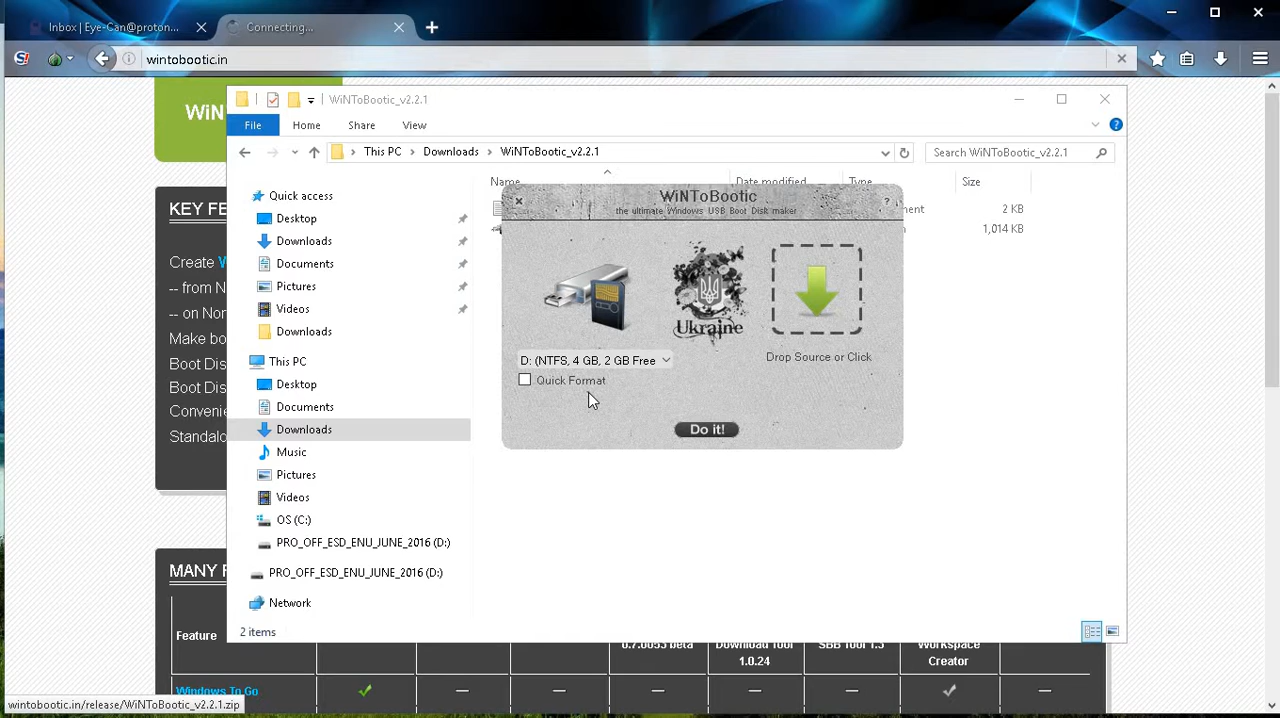 Inbox | Eye-Can@proton...
Connecting...
wintobootic.in
WiN
WiNToBootic_v2.2.1
File Home Share View
This PC Downloads WiNToBootic_v2.2.1
Search WiNToBootic_v2.2.1
Name Date modified Type Size
2 KB
1,014 KB
Quick access
Desktop
Downloads
Documents
Pictures
Videos
Downloads
This PC
Desktop
Documents
Downloads
Music
Pictures
Videos
OS (C:)
PRO_OFF_ESD_ENU_JUNE_2016 (D:)
PRO_OFF_ESD_ENU_JUNE_2016 (D:)
Network
2 items
WiNToBootic
the ultimate Windows USB Boot Disk maker
?
Ukraine
D: (NTFS, 4 GB, 2 GB Free
Quick Format
Drop Source or Click
Do it!
KEY FE
Create W
-- from N
-- on Nor
Make bo
Boot Dis
Boot Dis
Convenie
Standalo
MANY F
Feature
0.7.0053 beta
Download Tool
1.0.24
SBB Tool 1.3
Workspace
Creator
Windows To Go
wintobootic.in/release/WiNToBootic_v2.2.1.zip